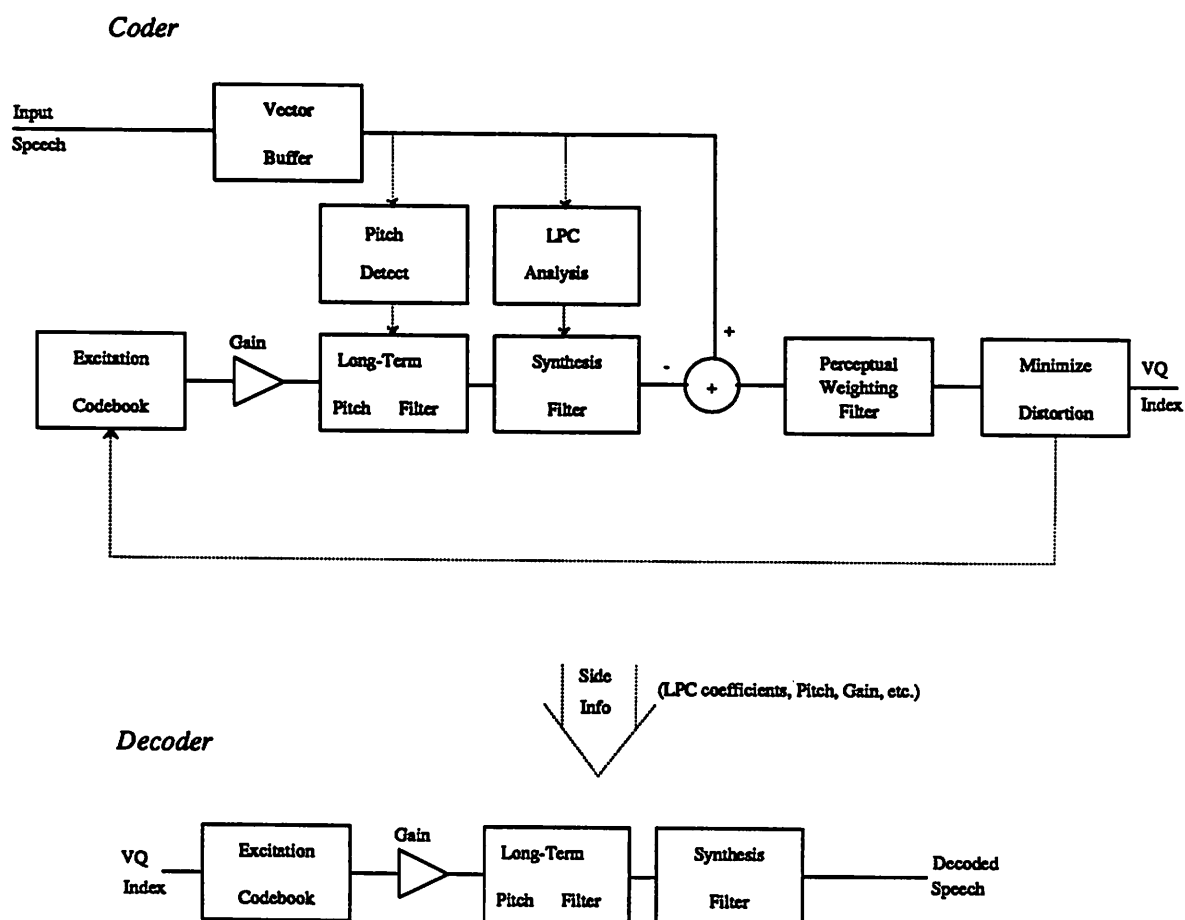 Coder
Input
Speech
Vector
Buffer
Pitch
Detect
LPC
Analysis
Excitation
Codebook
Gain
Long-Term
Pitch Filter
Synthesis
Filter
-
+
+
Perceptual
Weighting
Filter
Minimize
Distortion
VQ
Index
Side
Info
(LPC coefficients, Pitch, Gain, etc.)
Decoder
VQ
Index
Excitation
Codebook
Gain
Long-Term
Pitch Filter
Synthesis
Filter
Decoded
Speech